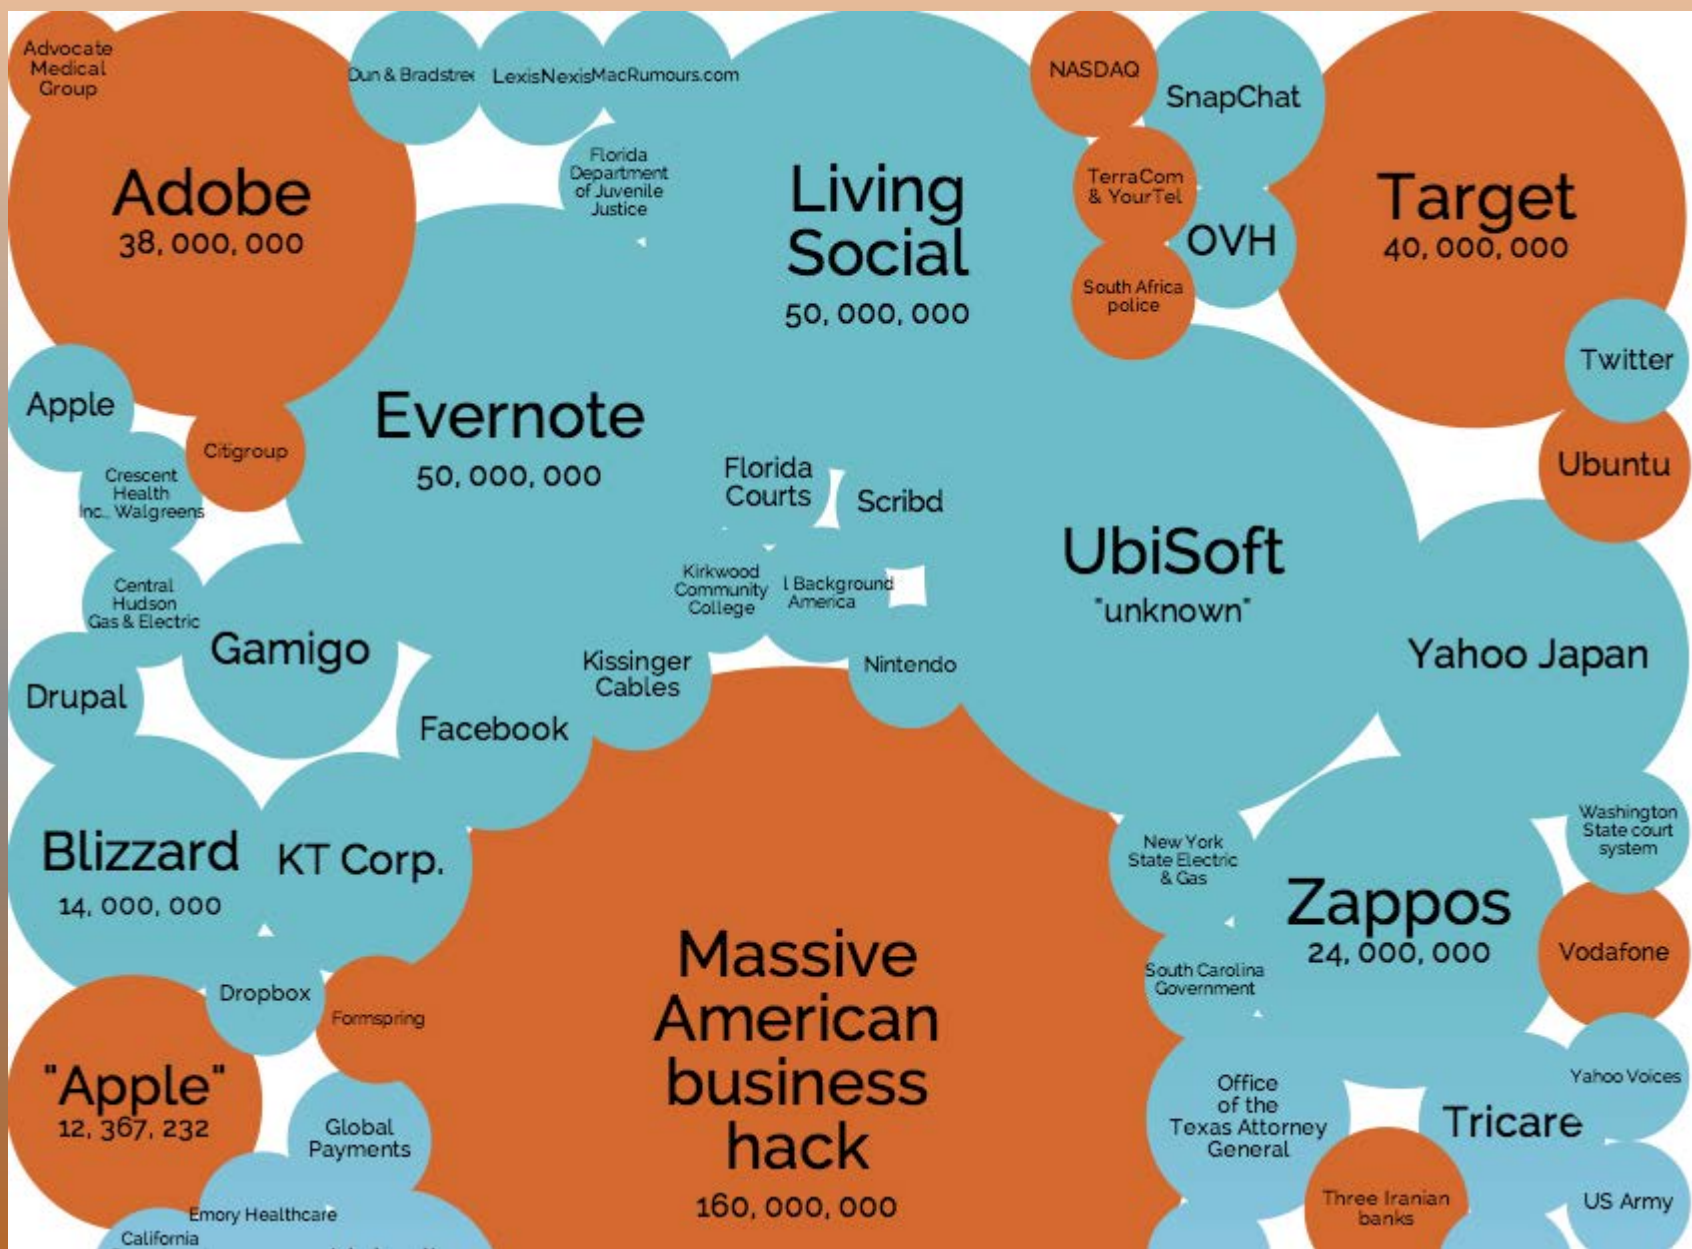 Advocate
Medical
Group
Dun & Bradstree
LexisNexis
MacRumours.com
NASDAQ
SnapChat
Florida
Department
of Juvenile
Justice
Adobe
38, 000, 000
Living
Social
50, 000, 000
TerraCom
& YourTel
OVH
Target
40, 000, 000
South Africa
police
Twitter
Apple
Citigroup
Evernote
50, 000, 000
Ubuntu
Crescent
Health
Inc., Walgreens
Florida
Courts
Scribd
UbiSoft
"unknown"
Central
Hudson
Gas & Electric
Kirkwood
Community
College
l Background
America
Gamigo
Yahoo Japan
Drupal
Kissinger
Cables
Nintendo
Facebook
Blizzard
14, 000, 000
KT Corp.
New York
State Electric
& Gas
Washington
State court
system
Zappos
24, 000, 000
Vodafone
Massive
American
business
hack
160, 000, 000
South Carolina
Government
Dropbox
Formspring
"Apple"
12, 367, 232
Global
Payments
Office
of the
Texas Attorney
General
Yahoo Voices
Tricare
Three Iranian
banks
US Army
Emory Healthcare
California